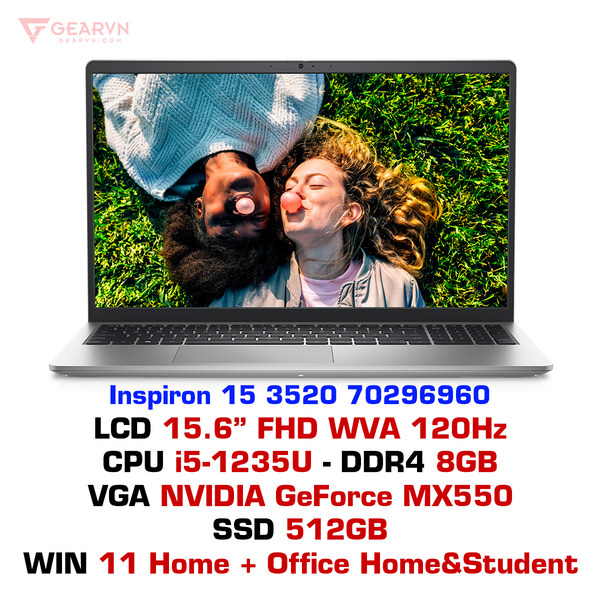 GEARVN
GEARVN.COM
Inspiron 15 3520 70296960
LCD 15.6” FHD WVA 120Hz
CPU i5-1235U - DDR4 8GB
VGA NVIDIA GeForce MX550
SSD 512GB
WIN 11 Home + Office Home&Student